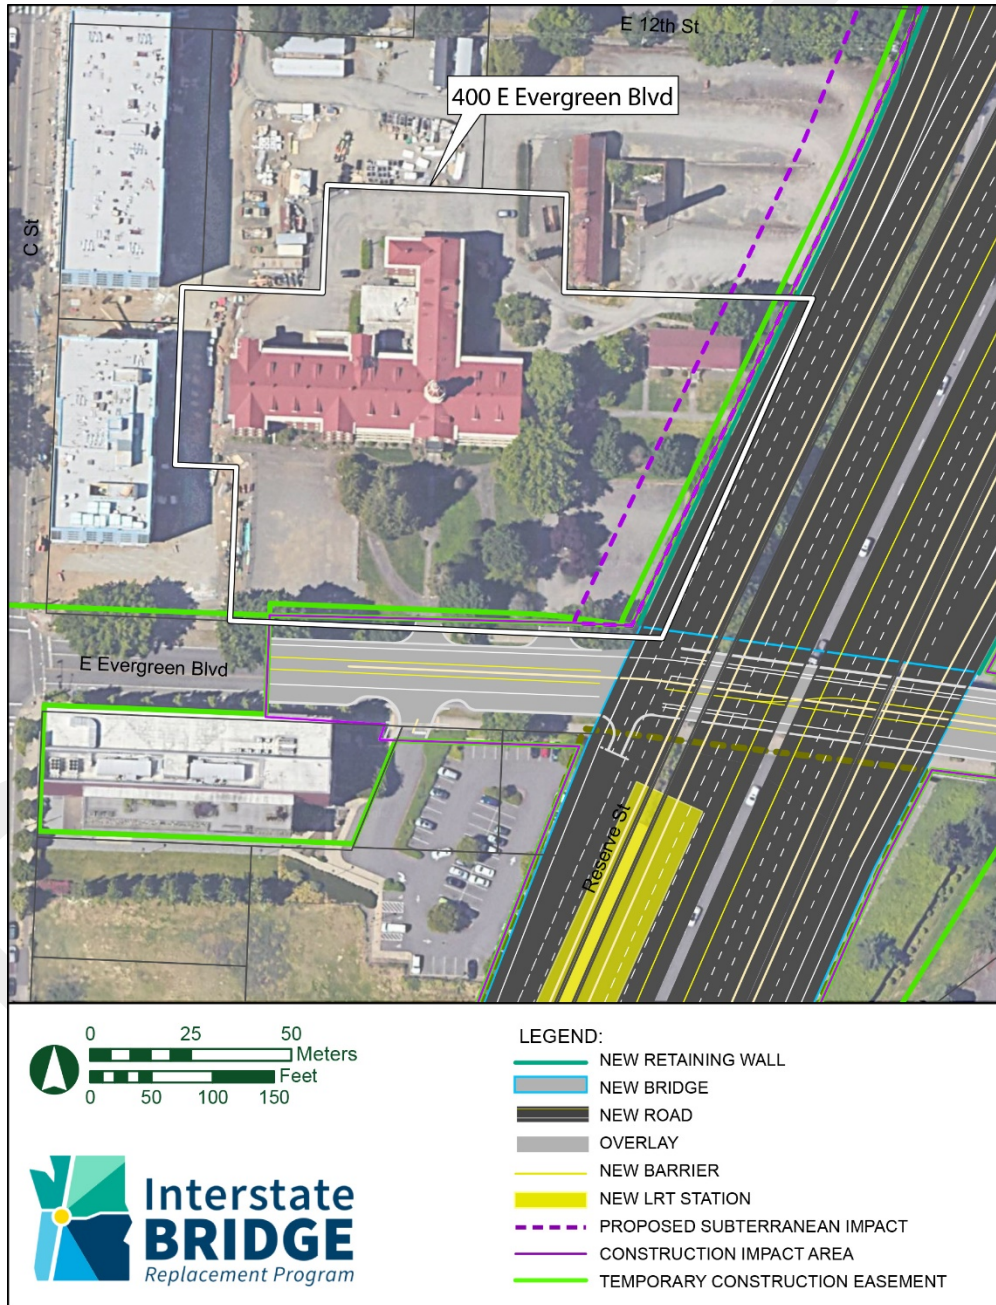 E 12th St
400 E Evergreen Blvd
C St
E Evergreen Blvd
Reserve St
0 25 50
Meters
Feet
0 50 100 150
Interstate
BRIDGE
Replacement Program
LEGEND:
NEW RETAINING WALL
NEW BRIDGE
NEW ROAD
OVERLAY
NEW BARRIER
NEW LRT STATION
PROPOSED SUBTERRANEAN IMPACT
CONSTRUCTION IMPACT AREA
TEMPORARY CONSTRUCTION EASEMENT